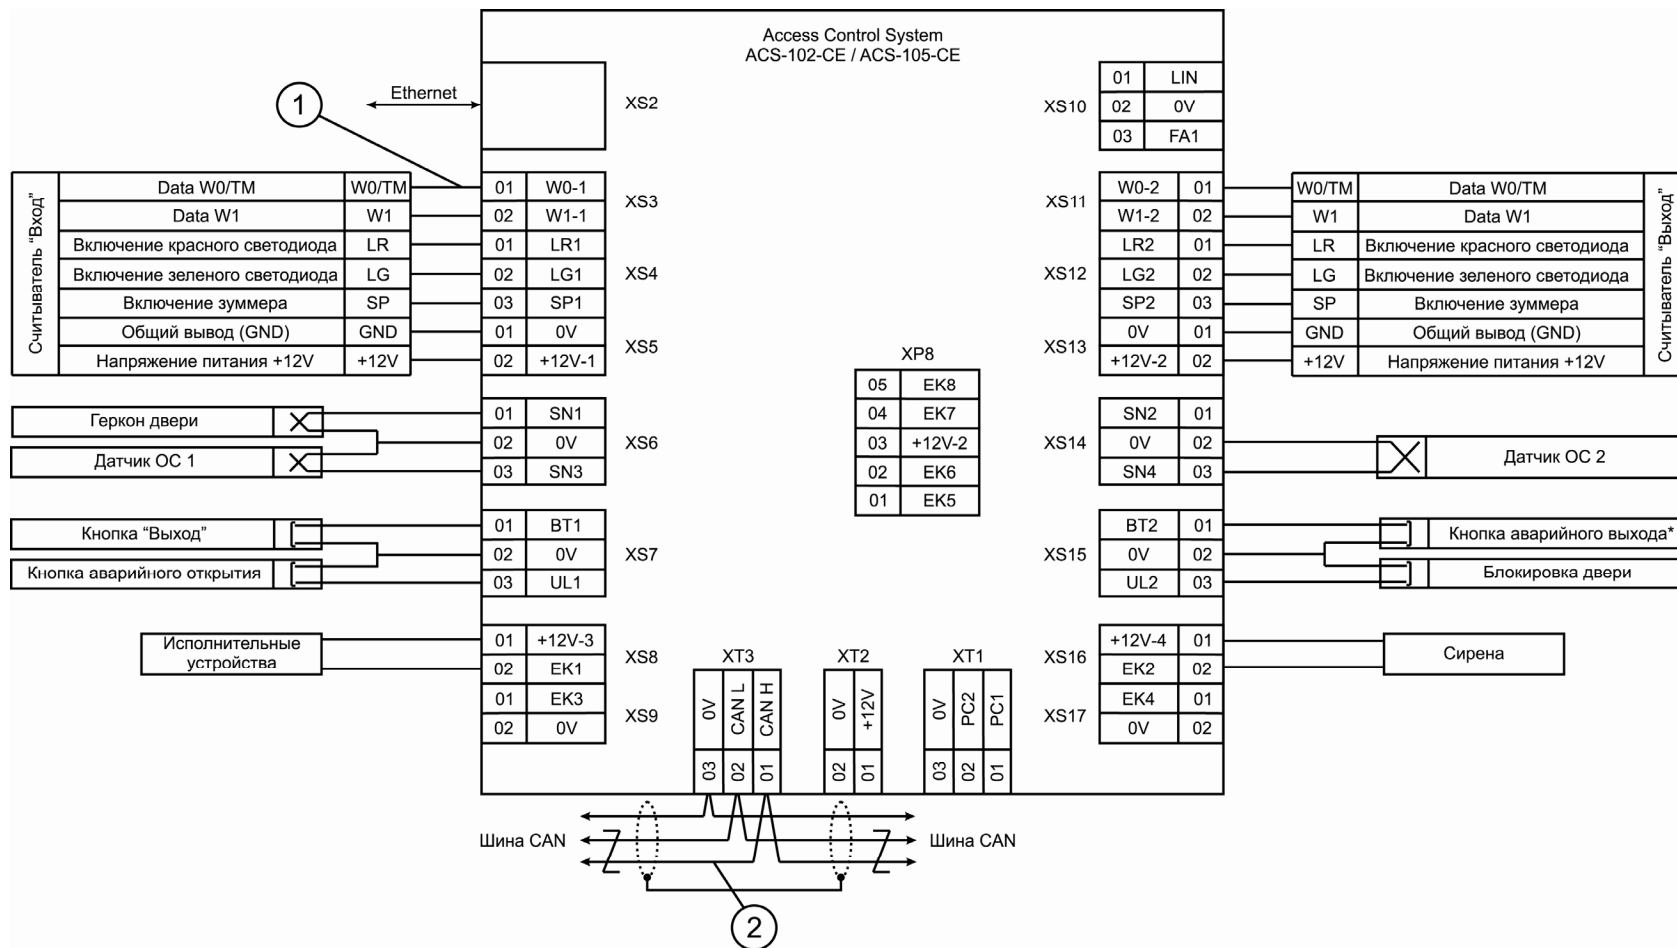 Access Control System
ACS-102-CE / ACS-105-CE
Ethernet
XS2
1
XS10
01 LIN
02 0V
03 FA1
Считыватель “Вход”
Data W0/TM W0/TM 01 W0-1
Data W1 W1 02 W1-1
XS3
Включение красного светодиода LR 01 LR1
Включение зеленого светодиода LG 02 LG1
Включение зуммера SP 03 SP1
XS4
Общий вывод (GND) GND 01 0V
Напряжение питания +12V +12V 02 +12V-1
XS5
XS11
W0-2 01 W0/TM Data W0/TM
W1-2 02 W1 Data W1
XS12
LR2 01 LR Включение красного светодиода
LG2 02 LG Включение зеленого светодиода
SP2 03 SP Включение зуммера
XS13
0V 01 GND Общий вывод (GND)
+12V-2 02 +12V Напряжение питания +12V
Считыватель “Выход”
XP8
05 EK8
04 EK7
03 +12V-2
02 EK6
01 EK5
Геркон двери
Датчик ОС 1
01 SN1
02 0V
03 SN3
XS6
XS14
SN2 01
0V 02
SN4 03
Датчик ОС 2
Кнопка “Выход”
Кнопка аварийного открытия
01 BT1
02 0V
03 UL1
XS7
XS15
BT2 01
0V 02
UL2 03
Кнопка аварийного выхода*
Блокировка двери
Исполнительные
устройства
01 +12V-3
02 EK1
XS8
01 EK3
02 0V
XS9
XT3
0V CAN L CAN H
03 02 01
XT2
0V +12V
02 01
XT1
0V PC2 PC1
03 02 01
XS16
+12V-4 01
EK2 02
XS17
EK4 01
0V 02
Сирена
Шина CAN
Шина CAN
2